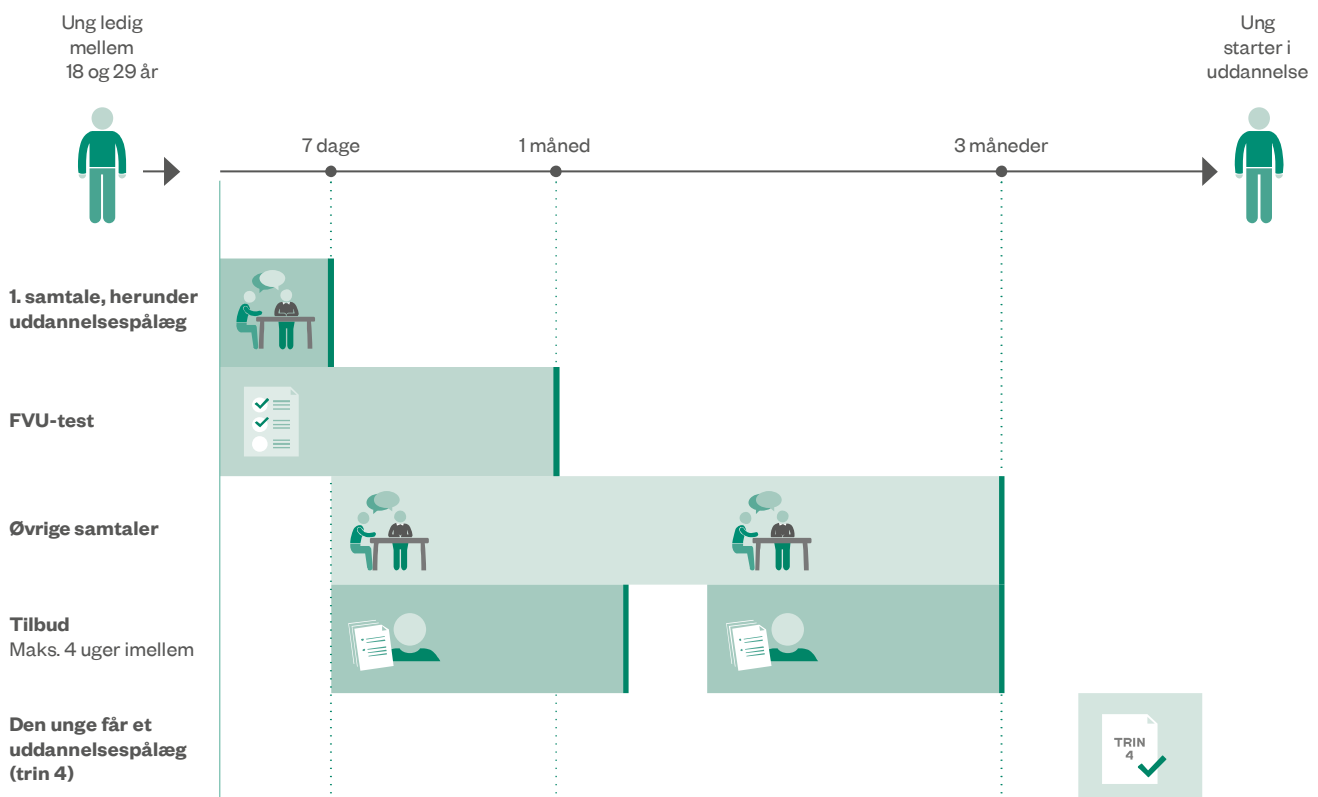 Ung ledig
mellem
18 og 29 år
Ung
starter i
uddannelse
7 dage
1 måned
3 måneder
1. samtale, herunder
uddannelsespålæg
FVU-test
Øvrige samtaler
Tilbud
Maks. 4 uger imellem
Den unge får et
uddannelsespålæg
(trin 4)
TRIN
4